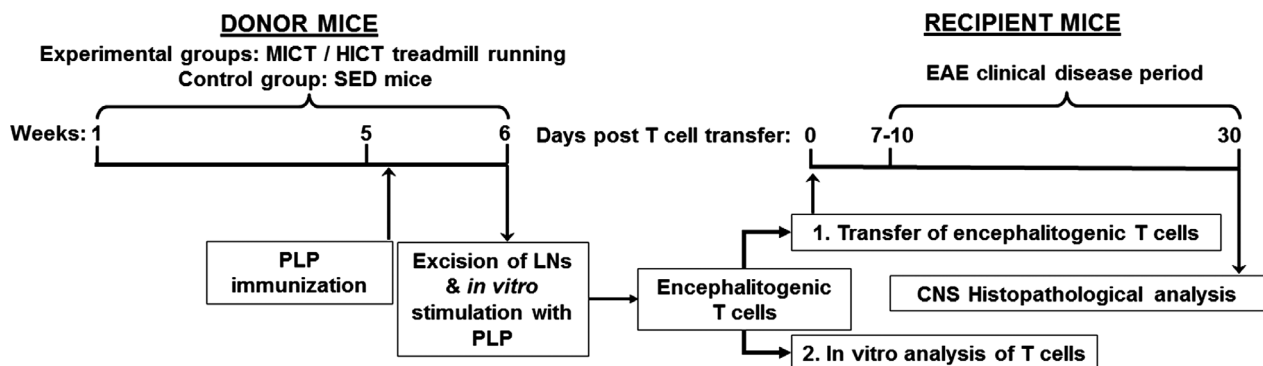 DONOR MICE
Experimental groups: MICT / HICT treadmill running
Control group: SED mice
Weeks: 1 5 6
PLP
immunization
Excision of LNs
& in vitro
stimulation with
PLP
Encephalitogenic
T cells
RECIPIENT MICE
EAE clinical disease period
Days post T cell transfer: 0 7-10 30
1. Transfer of encephalitogenic T cells
CNS Histopathological analysis
2. In vitro analysis of T cells